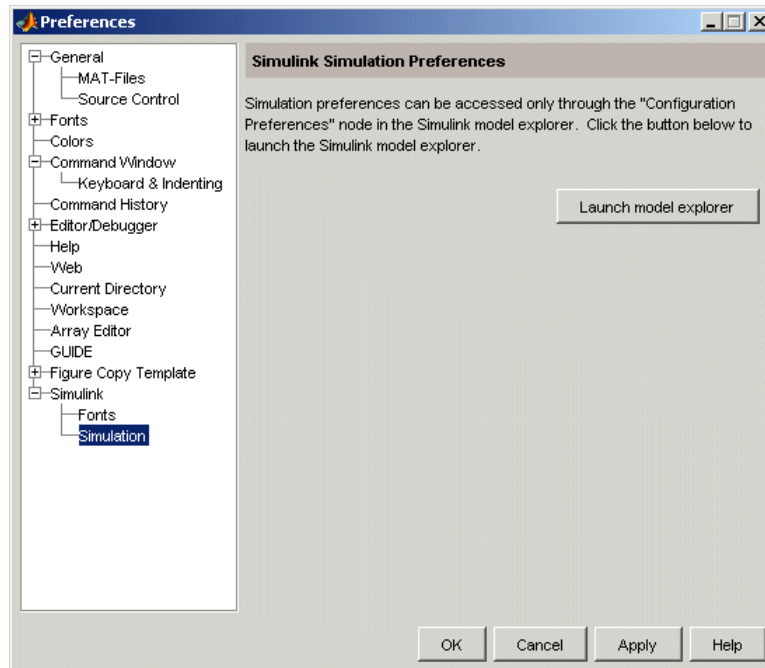 Preferences
General
MAT-Files
Source Control
Fonts
Colors
Command Window
Keyboard & Indenting
Command History
Editor/Debugger
Help
Web
Current Directory
Workspace
Array Editor
GUIDE
Figure Copy Template
Simulink
Fonts
Simulation
Simulink Simulation Preferences
Simulation preferences can be accessed only through the "Configuration
Preferences" node in the Simulink model explorer. Click the button below to
launch the Simulink model explorer.
Launch model explorer
OK
Cancel
Apply
Help